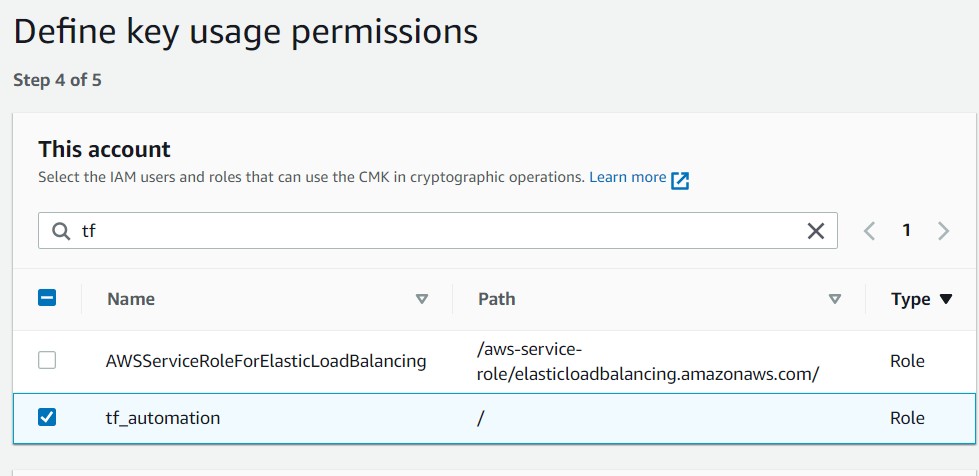 Define key usage permissions
Step 4 of 5
This account
Select the IAM users and roles that can use the CMK in cryptographic operations. Learn more
tf
1
Name Path Type
AWSServiceRoleForElasticLoadBalancing /aws-service-
role/elasticloadbalancing.amazonaws.com/ Role
tf_automation / Role